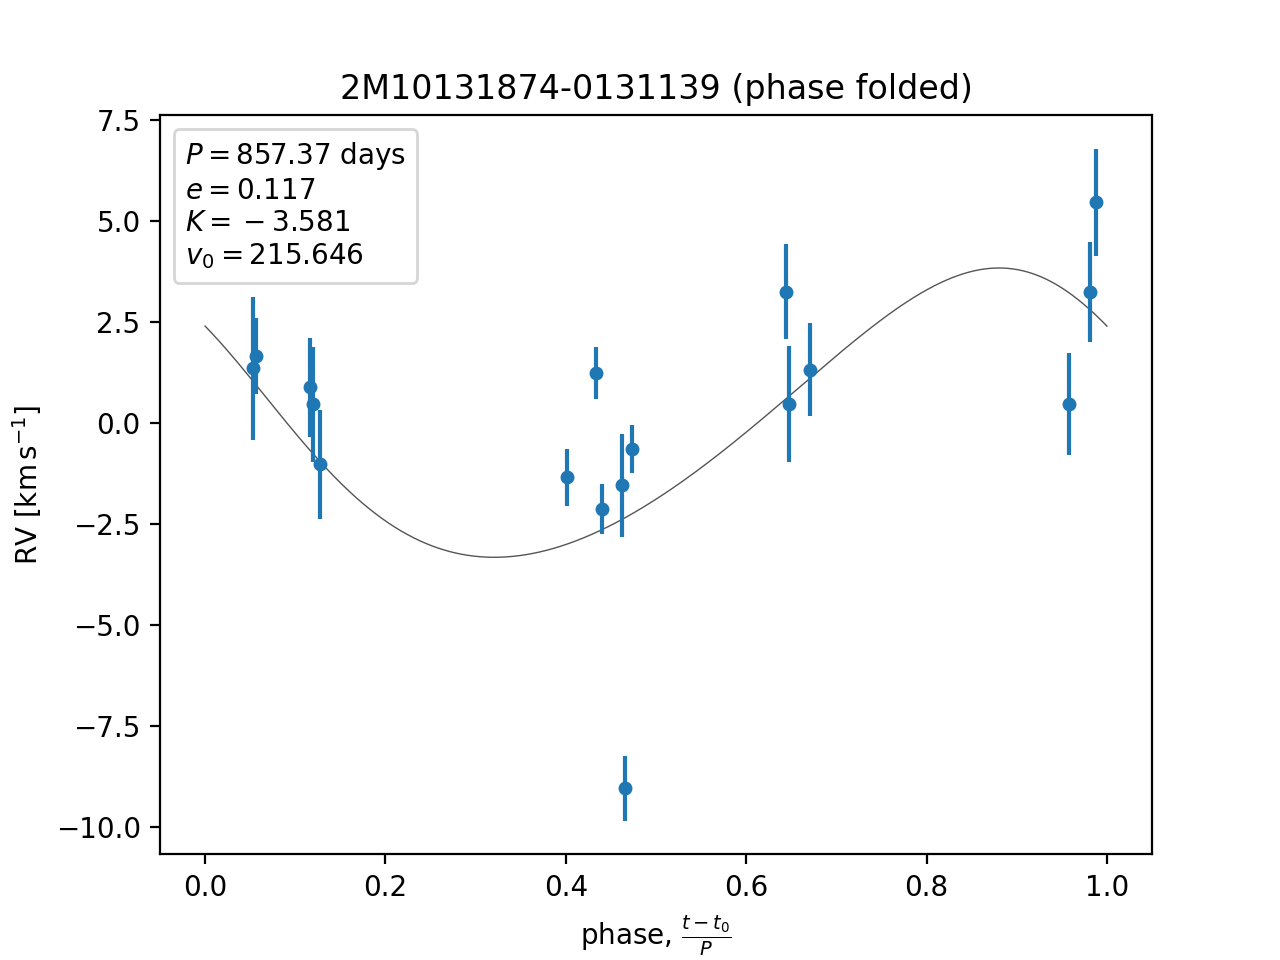 2M10131874-0131139 (phase folded)
P = 857.37 days
e = 0.117
K = −3.581
v₀ = 215.646
7.5
5.0
2.5
0.0
−2.5
−5.0
−7.5
−10.0
RV [km s⁻¹]
0.0 0.2 0.4 0.6 0.8 1.0
phase, (t − t₀)/P